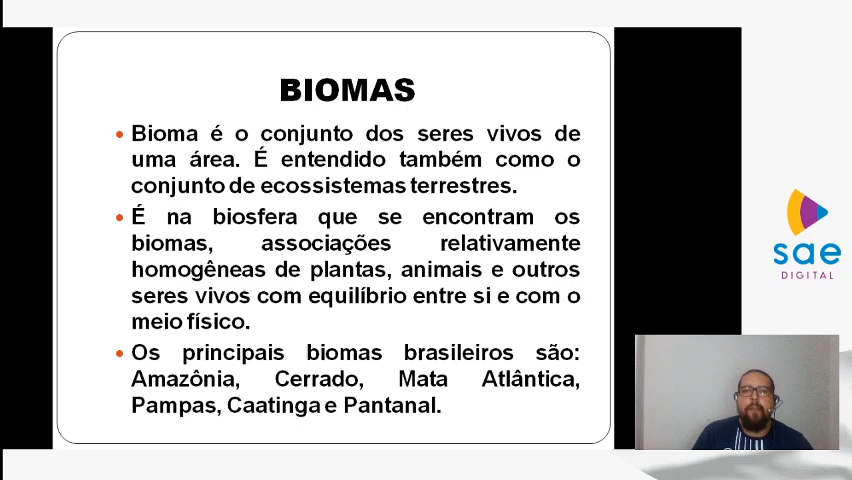 BIOMAS
Bioma é o conjunto dos seres vivos de
uma área. É entendido também como o
conjunto de ecossistemas terrestres.
É na biosfera que se encontram os
biomas, associações relativamente
homogêneas de plantas, animais e outros
seres vivos com equilíbrio entre si e com o
meio físico.
Os principais biomas brasileiros são:
Amazônia, Cerrado, Mata Atlântica,
Pampas, Caatinga e Pantanal.
sae
DIGITAL